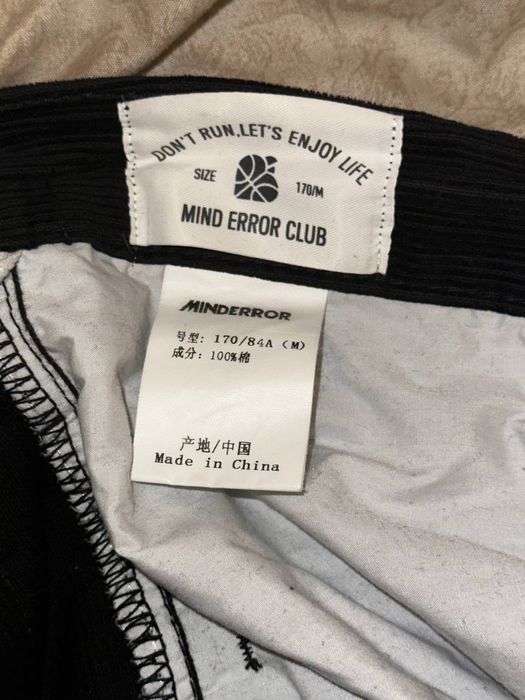 DON'T RUN,LET'S ENJOY LIFE
SIZE 170/M
MIND ERROR CLUB
MINDERROR
号型: 170/84A (M)
成分: 100%棉
产地/中国
Made in China